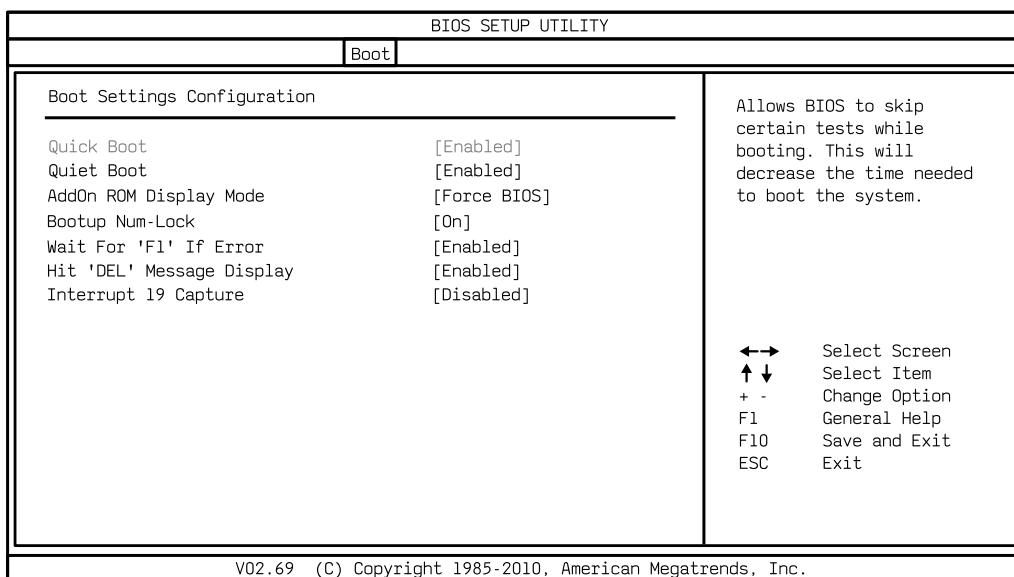 BIOS SETUP UTILITY
Boot
Boot Settings Configuration
Quick Boot [Enabled]
Quiet Boot [Enabled]
AddOn ROM Display Mode [Force BIOS]
Bootup Num-Lock [On]
Wait For 'F1' If Error [Enabled]
Hit 'DEL' Message Display [Enabled]
Interrupt 19 Capture [Disabled]
Allows BIOS to skip
certain tests while
booting. This will
decrease the time needed
to boot the system.
←→ Select Screen
↑ ↓ Select Item
+ - Change Option
F1 General Help
F10 Save and Exit
ESC Exit
V02.69 (C) Copyright 1985-2010, American Megatrends, Inc.